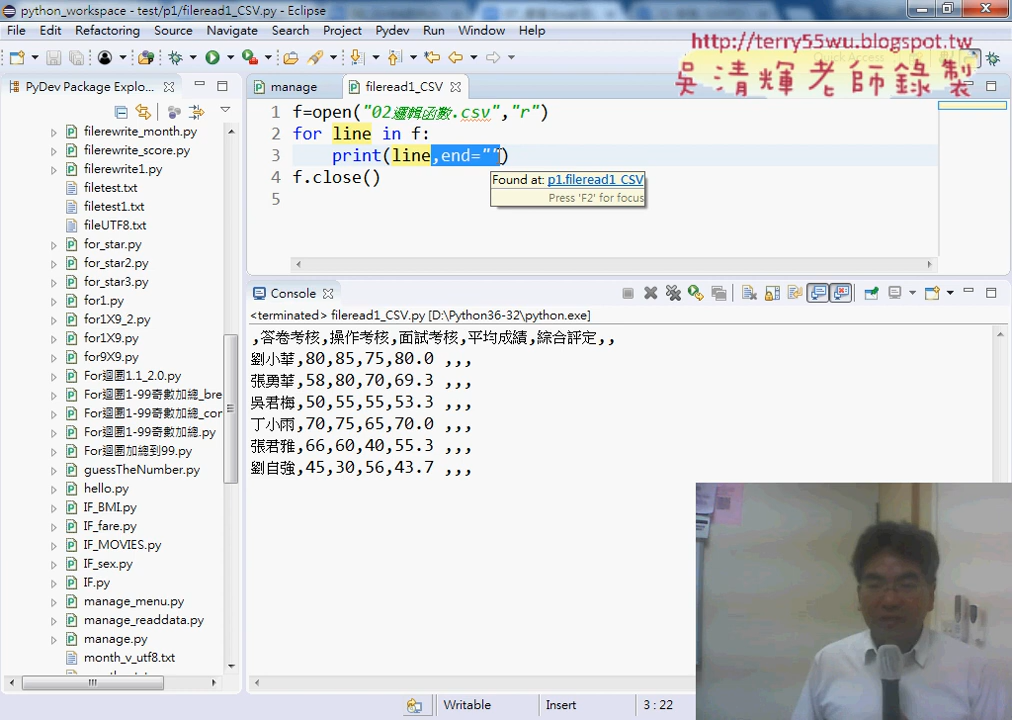 python_workspace - test/p1/fileread1_CSV.py - Eclipse
File Edit Refactoring Source Navigate Search Project Pydev Run Window Help
http://terry55wu.blogspot.tw
吳清輝老師錄製
PyDev Package Explo...
manage
fileread1_CSV
filerewrite_month.py
filerewrite_score.py
filerewrite1.py
filetest.txt
filetest1.txt
fileUTF8.txt
for_star.py
for_star2.py
for_star3.py
for1.py
for1X9_2.py
for1X9.py
for9X9.py
For迴圈1.1_2.0.py
For迴圈1-99奇數加總_bre
For迴圈1-99奇數加總_cor
For迴圈1-99奇數加總.py
For迴圈加總到99.py
guessTheNumber.py
hello.py
IF_BMI.py
IF_fare.py
IF_MOVIES.py
IF_sex.py
IF.py
manage_menu.py
manage_readdata.py
manage.py
month_v_utf8.txt
1 f=open("02邏輯函數.csv","r")
2 for line in f:
3 print(line,end="")
4 f.close()
5
Found at: p1.fileread1_CSV
Press 'F2' for focus
Console
<terminated> fileread1_CSV.py [D:\Python36-32\python.exe]
,答卷考核,操作考核,面試考核,平均成績,綜合評定,,
劉小華,80,85,75,80.0 ,,,
張勇華,58,80,70,69.3 ,,,
吳君梅,50,55,55,53.3 ,,,
丁小雨,70,75,65,70.0 ,,,
張君雅,66,60,40,55.3 ,,,
劉自強,45,30,56,43.7 ,,,
Writable Insert 3 : 22